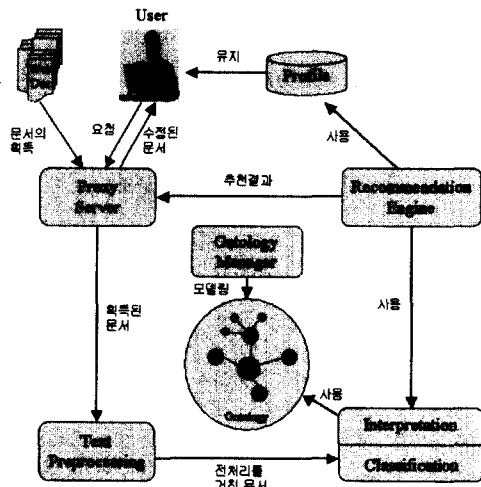 User
유지
Profile
문서의
획득
요청
수정된
문서
사용
Proxy
Server
추천결과
Recommendation
Engine
Ontology
Manager
모델링
획득된
문서
사용
Ontology
사용
Interpretation
Text
Preprocessing
Classification
전처리를
거친 문서